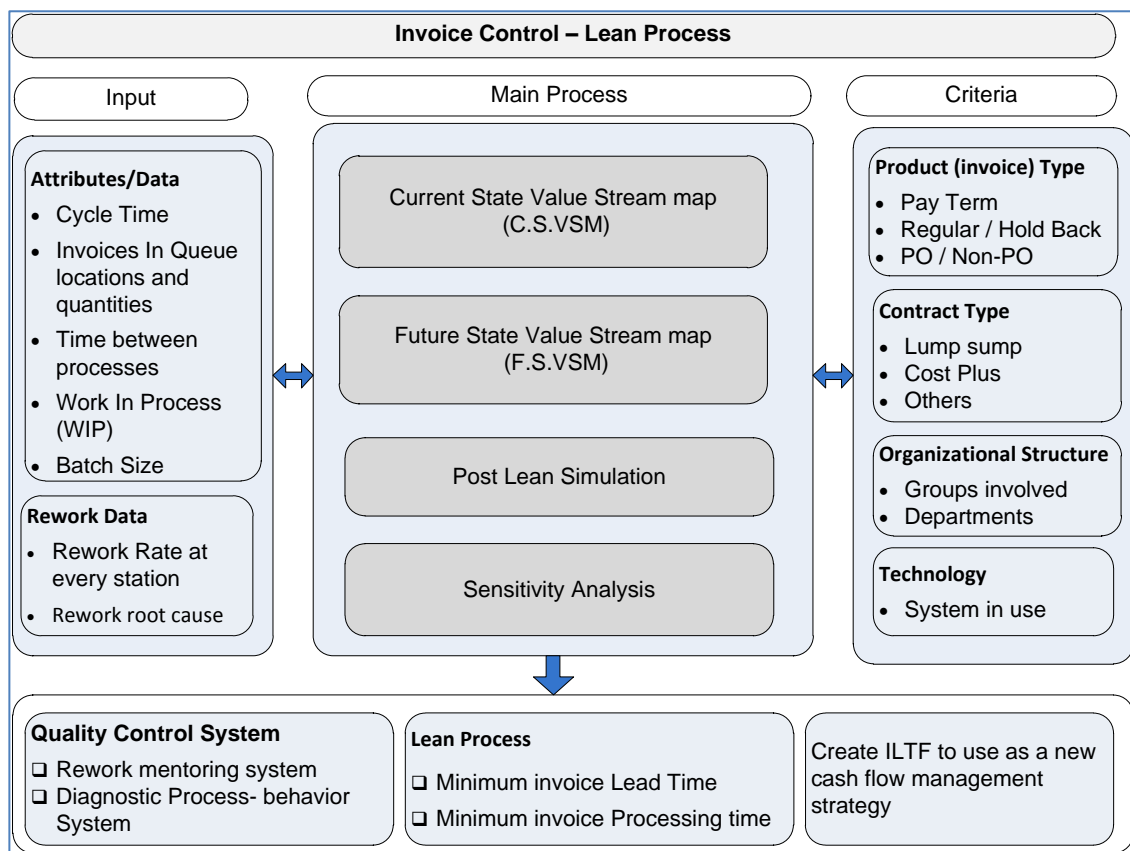 Invoice Control – Lean Process
Input
Main Process
Criteria
Attributes/Data
• Cycle Time
• Invoices In Queue
locations and
quantities
• Time between
processes
• Work In Process
(WIP)
• Batch Size
Rework Data
• Rework Rate at
every station
• Rework root cause
Current State Value Stream map
(C.S.VSM)
Future State Value Stream map
(F.S.VSM)
Post Lean Simulation
Sensitivity Analysis
Product (invoice) Type
• Pay Term
• Regular / Hold Back
• PO / Non-PO
Contract Type
• Lump sump
• Cost Plus
• Others
Organizational Structure
• Groups involved
• Departments
Technology
• System in use
Quality Control System
❑ Rework mentoring system
❑ Diagnostic Process- behavior
System
Lean Process
❑ Minimum invoice Lead Time
❑ Minimum invoice Processing time
Create ILTF to use as a new
cash flow management
strategy